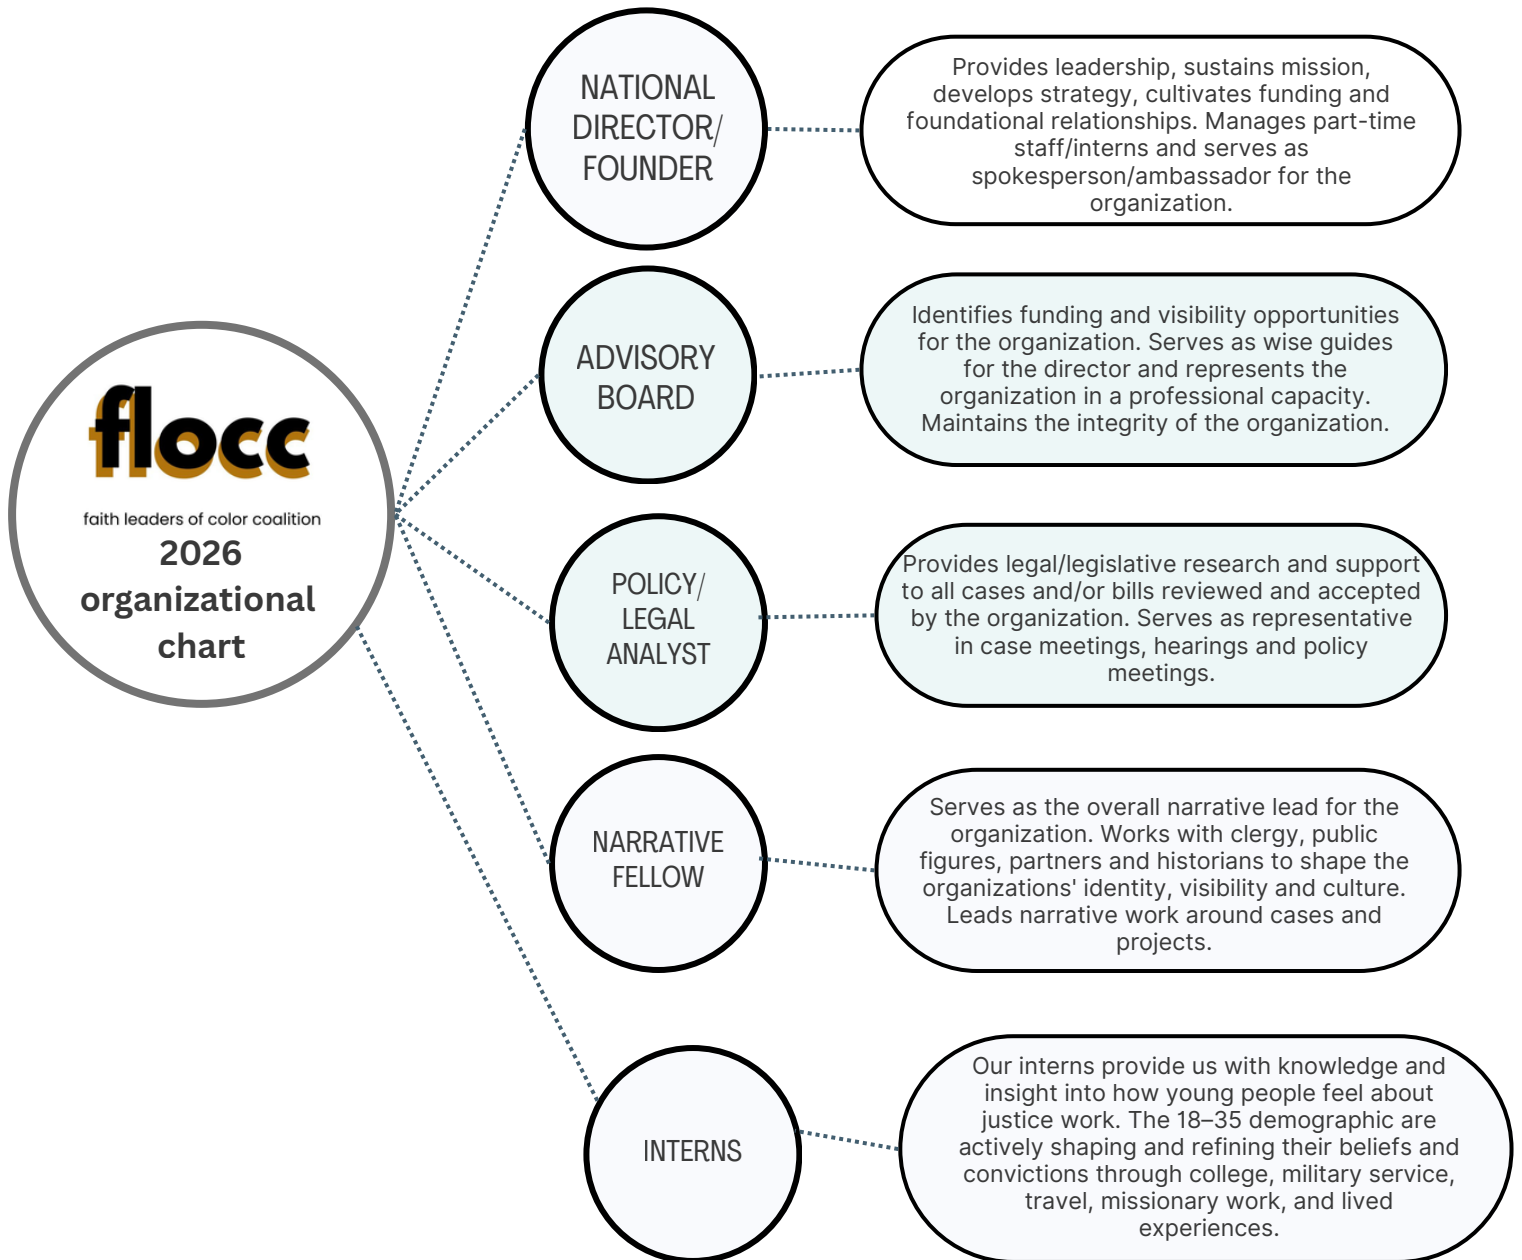 flocc
faith leaders of color coalition
2026
organizational
chart
NATIONAL
DIRECTOR/
FOUNDER
Provides leadership, sustains mission,
develops strategy, cultivates funding and
foundational relationships. Manages part-time
staff/interns and serves as
spokesperson/ambassador for the
organization.
ADVISORY
BOARD
Identifies funding and visibility opportunities
for the organization. Serves as wise guides
for the director and represents the
organization in a professional capacity.
Maintains the integrity of the organization.
POLICY/
LEGAL
ANALYST
Provides legal/legislative research and support
to all cases and/or bills reviewed and accepted
by the organization. Serves as representative
in case meetings, hearings and policy
meetings.
NARRATIVE
FELLOW
Serves as the overall narrative lead for the
organization. Works with clergy, public
figures, partners and historians to shape the
organizations' identity, visibility and culture.
Leads narrative work around cases and
projects.
INTERNS
Our interns provide us with knowledge and
insight into how young people feel about
justice work. The 18–35 demographic are
actively shaping and refining their beliefs and
convictions through college, military service,
travel, missionary work, and lived
experiences.